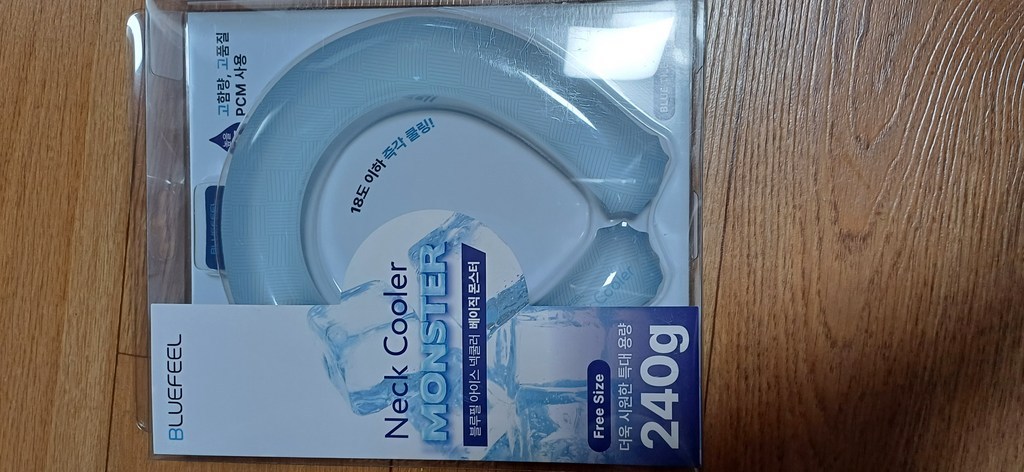 고함량, 고품질
PCM 사용
18도 이하 즉각 쿨링!
BLUE
Cooler
BLUEFEEL
Neck Cooler
MONSTER
블루필 아이스 넥쿨러 베이직 몬스터
Free Size
더욱 시원한 특대 용량
240g